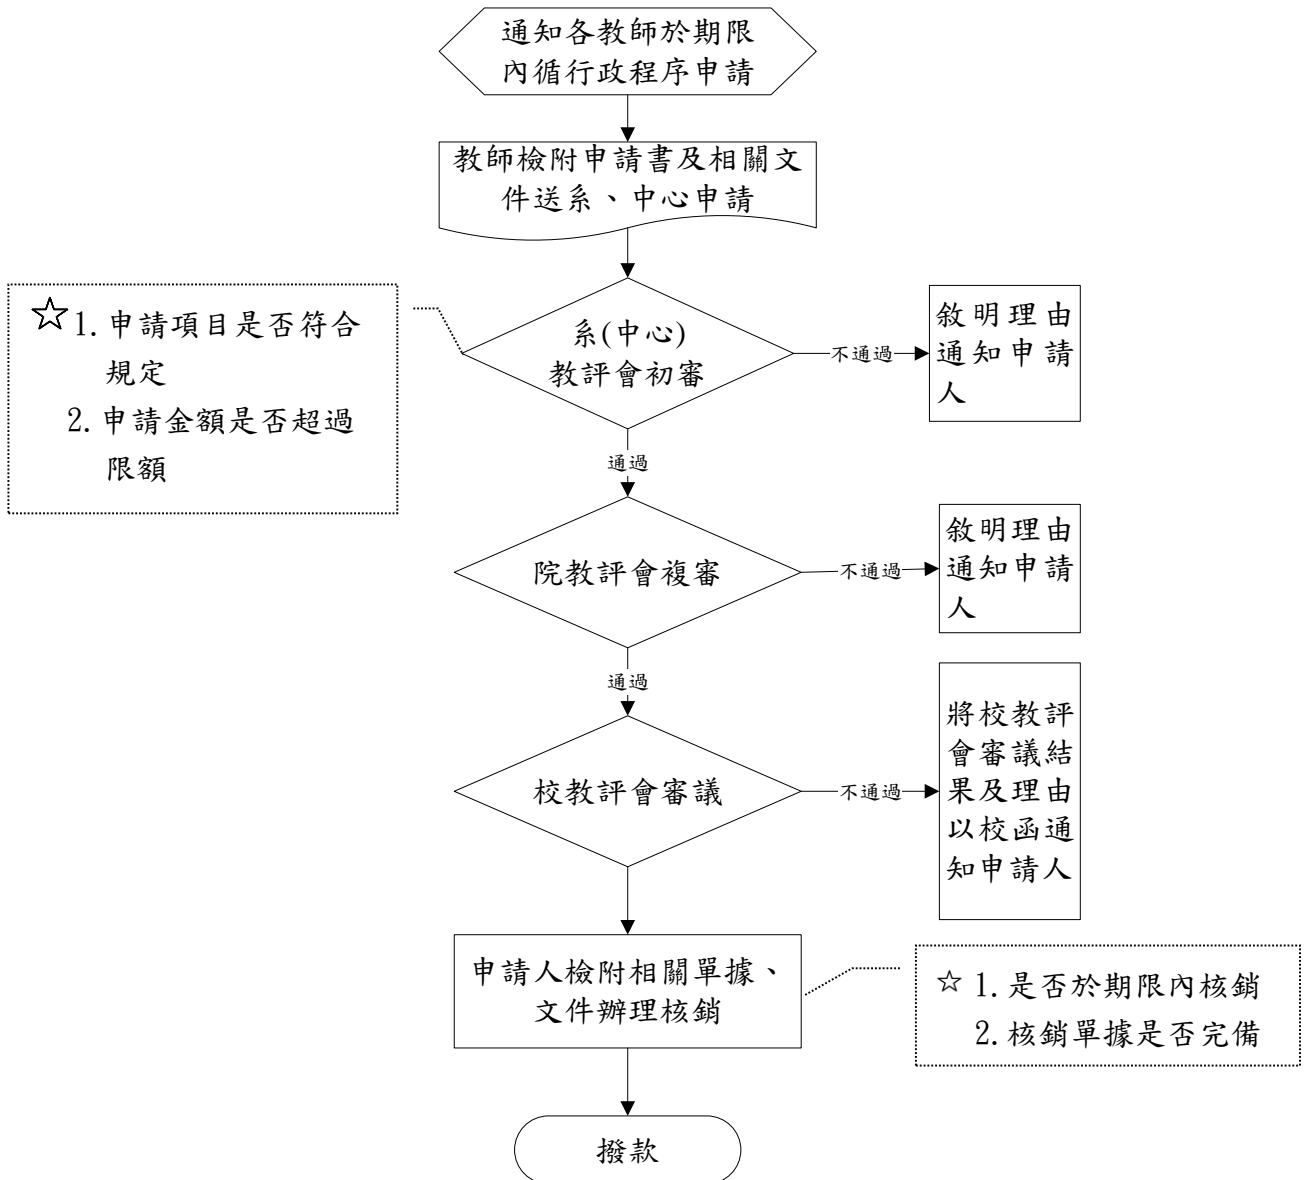 通知各教師於期限
內循行政程序申請
教師檢附申請書及相關文
件送系、中心申請
☆1.申請項目是否符合
規定
2.申請金額是否超過
限額
系(中心)
教評會初審
不通過
敘明理由
通知申請
人
通過
院教評會複審
不通過
敘明理由
通知申請
人
通過
校教評會審議
不通過
將校教評
會審議結
果及理由
以校函通
知申請人
申請人檢附相關單據、
文件辦理核銷
☆ 1.是否於期限內核銷
2.核銷單據是否完備
撥款